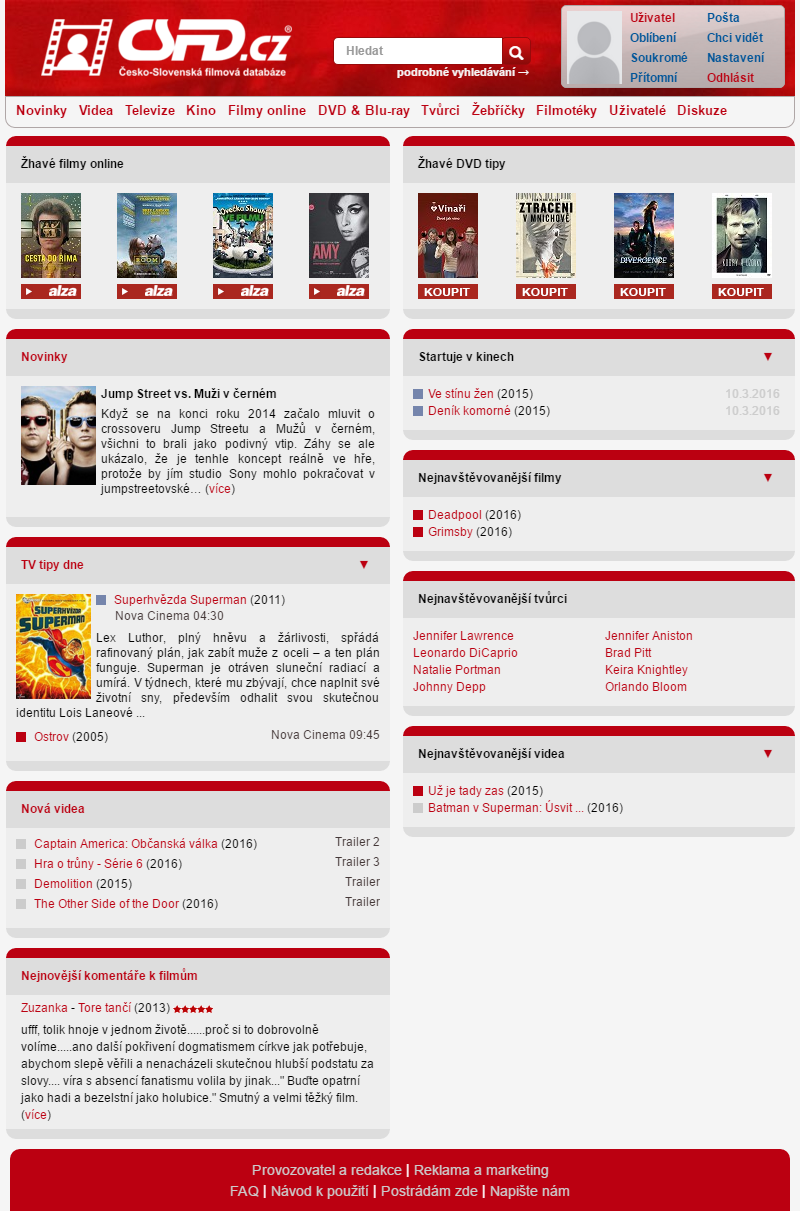 ČSFD.cz
Česko-Slovenská filmová databáze
Hledat
podrobné vyhledávání →
Uživatel Pošta
Oblíbení Chci vidět
Soukromé Nastavení
Přítomní Odhlásit
Novinky Videa Televize Kino Filmy online DVD & Blu-ray Tvůrci Žebříčky Filmotéky Uživatelé Diskuze
Žhavé filmy online
CESTA DO ŘÍMA
ROOM
Ovečka Shaun
VE FILMU
AMY
alza alza alza alza
Žhavé DVD tipy
Vinaři
ZTRACENI
V MNICHOVĚ
DIVERGENCE
KOUPIT KOUPIT KOUPIT KOUPIT
Novinky
Jump Street vs. Muži v černém
Když se na konci roku 2014 začalo mluvit o
crossoveru Jump Streetu a Mužů v černém,
všichni to brali jako podivný vtip. Záhy se ale
ukázalo, že je tenhle koncept reálně ve hře,
protože by jím studio Sony mohlo pokračovat v
jumpstreetovské… (více)
TV tipy dne ▼
SUPERHVĚZDA
SUPERMAN
Superhvězda Superman (2011)
Nova Cinema 04:30
Lex Luthor, plný hněvu a žárlivosti, spřádá
rafinovaný plán, jak zabít muže z oceli – a ten plán
funguje. Superman je otráven sluneční radiací a
umírá. V týdnech, které mu zbývají, chce naplnit své
životní sny, především odhalit svou skutečnou
identitu Lois Laneové ...
Ostrov (2005) Nova Cinema 09:45
Nová videa
Captain America: Občanská válka (2016) Trailer 2
Hra o trůny - Série 6 (2016) Trailer 3
Demolition (2015) Trailer
The Other Side of the Door (2016) Trailer
Nejnovější komentáře k filmům
Zuzanka - Tore tančí (2013) ★★★★★
ufff, tolik hnoje v jednom životě......proč si to dobrovolně
volíme.....ano další pokřivení dogmatismem církve jak potřebuje,
abychom slepě věřili a nenacházeli skutečnou hlubší podstatu za
slovy.... víra s absencí fanatismu volila by jinak..." Buďte opatrní
jako hadi a bezelstní jako holubice." Smutný a velmi těžký film.
(více)
Startuje v kinech ▼
Ve stínu žen (2015) 10.3.2016
Deník komorné (2015) 10.3.2016
Nejnavštěvovanější filmy ▼
Deadpool (2016)
Grimsby (2016)
Nejnavštěvovanější tvůrci
Jennifer Lawrence Jennifer Aniston
Leonardo DiCaprio Brad Pitt
Natalie Portman Keira Knightley
Johnny Depp Orlando Bloom
Nejnavštěvovanější videa ▼
Už je tady zas (2015)
Batman v Superman: Úsvit ... (2016)
Provozovatel a redakce | Reklama a marketing
FAQ | Návod k použití | Postrádám zde | Napište nám